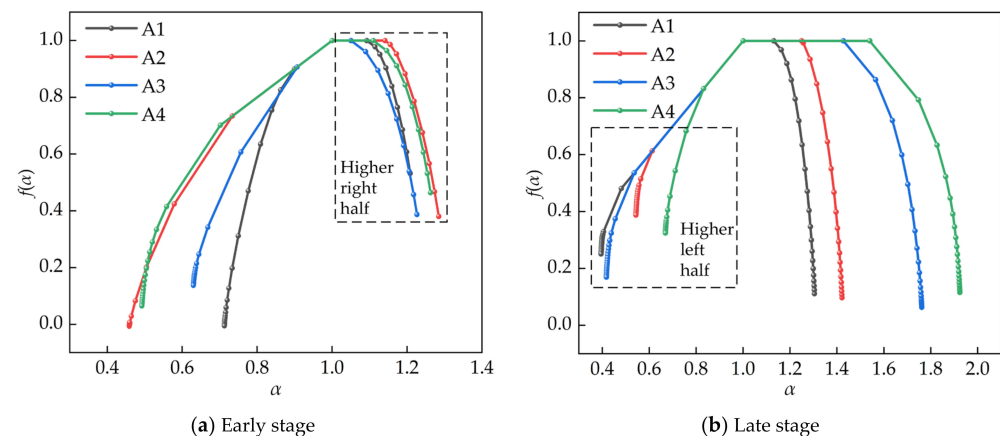 A1
A2
A3
A4
Higher
right
half
f(α)
1.0
0.8
0.6
0.4
0.2
0.0
0.4 0.6 0.8 1.0 1.2 1.4
α
(a) Early stage
A1
A2
A3
A4
Higher
left
half
f(α)
1.0
0.8
0.6
0.4
0.2
0.0
0.4 0.6 0.8 1.0 1.2 1.4 1.6 1.8 2.0
α
(b) Late stage